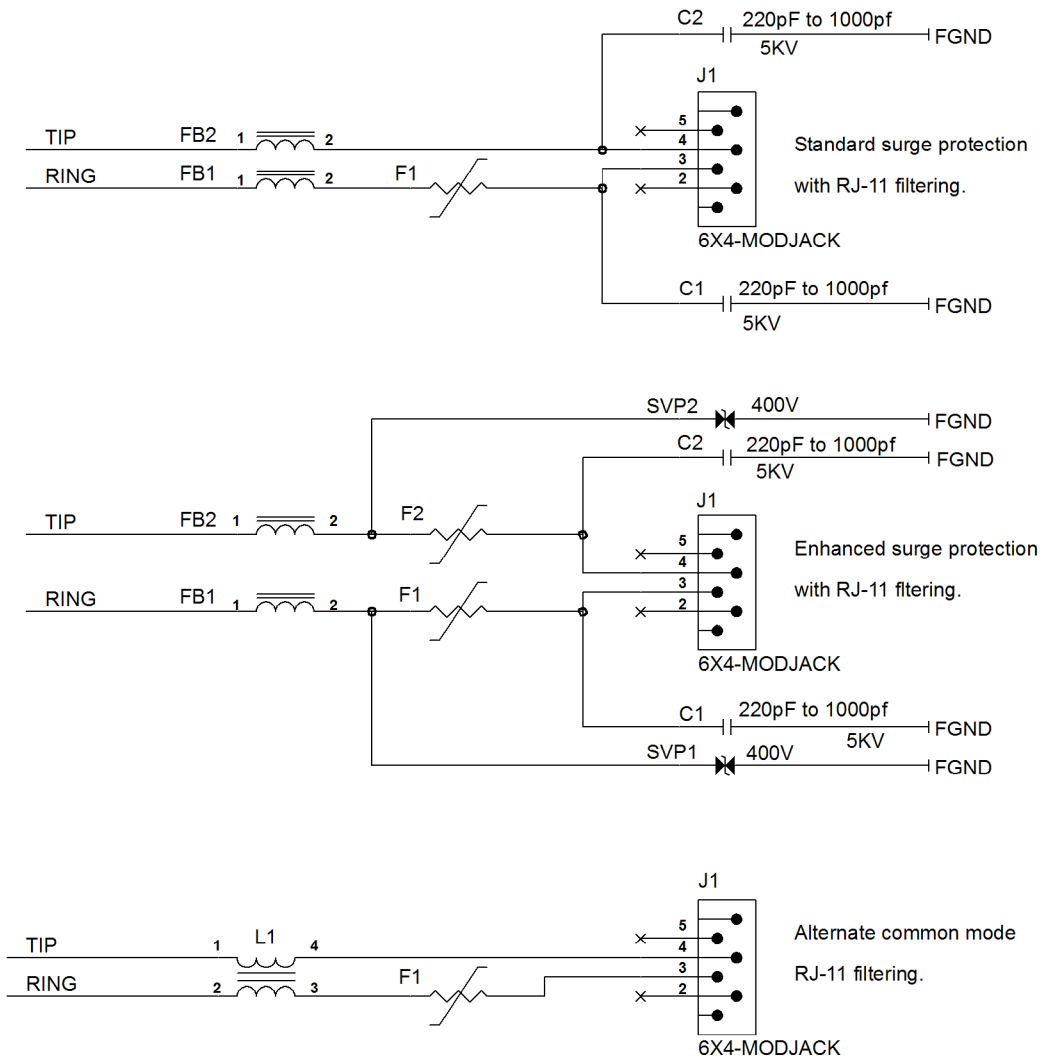 C2 220pF to 1000pf
5KV
FGND
J1
TIP FB2 1 2
5
4
RING FB1 1 2 F1
3
2
Standard surge protection
with RJ-11 filtering.
6X4-MODJACK
C1 220pF to 1000pf
5KV
FGND
SVP2 400V
FGND
C2 220pF to 1000pf
5KV
FGND
J1
TIP FB2 1 2 F2
5
4
RING FB1 1 2 F1
3
2
Enhanced surge protection
with RJ-11 fltering.
6X4-MODJACK
C1 220pF to 1000pf
5KV
FGND
SVP1 400V
FGND
J1
TIP 1 L1 4
5
4
RING 2 3 F1
3
2
Alternate common mode
RJ-11 filtering.
6X4-MODJACK